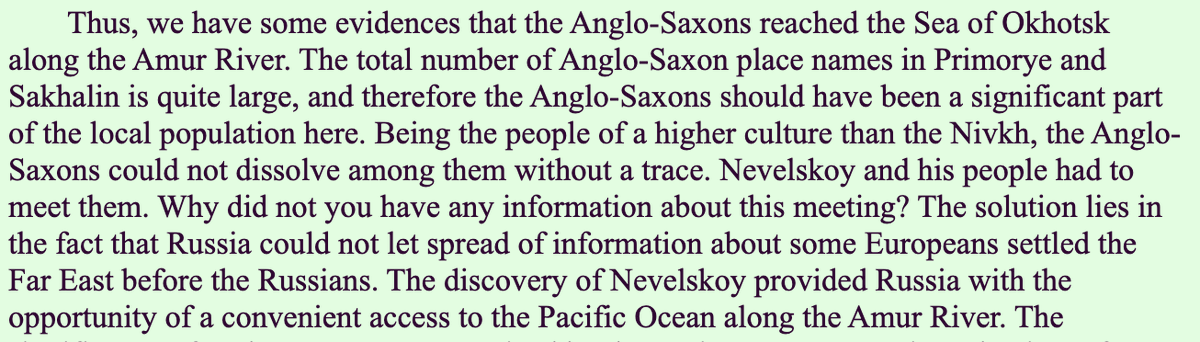 Thus, we have some evidences that the Anglo-Saxons reached the Sea of Okhotsk
along the Amur River. The total number of Anglo-Saxon place names in Primorye and
Sakhalin is quite large, and therefore the Anglo-Saxons should have been a significant part
of the local population here. Being the people of a higher culture than the Nivkh, the Anglo-
Saxons could not dissolve among them without a trace. Nevelskoy and his people had to
meet them. Why did not you have any information about this meeting? The solution lies in
the fact that Russia could not let spread of information about some Europeans settled the
Far East before the Russians. The discovery of Nevelskoy provided Russia with the
opportunity of a convenient access to the Pacific Ocean along the Amur River. The